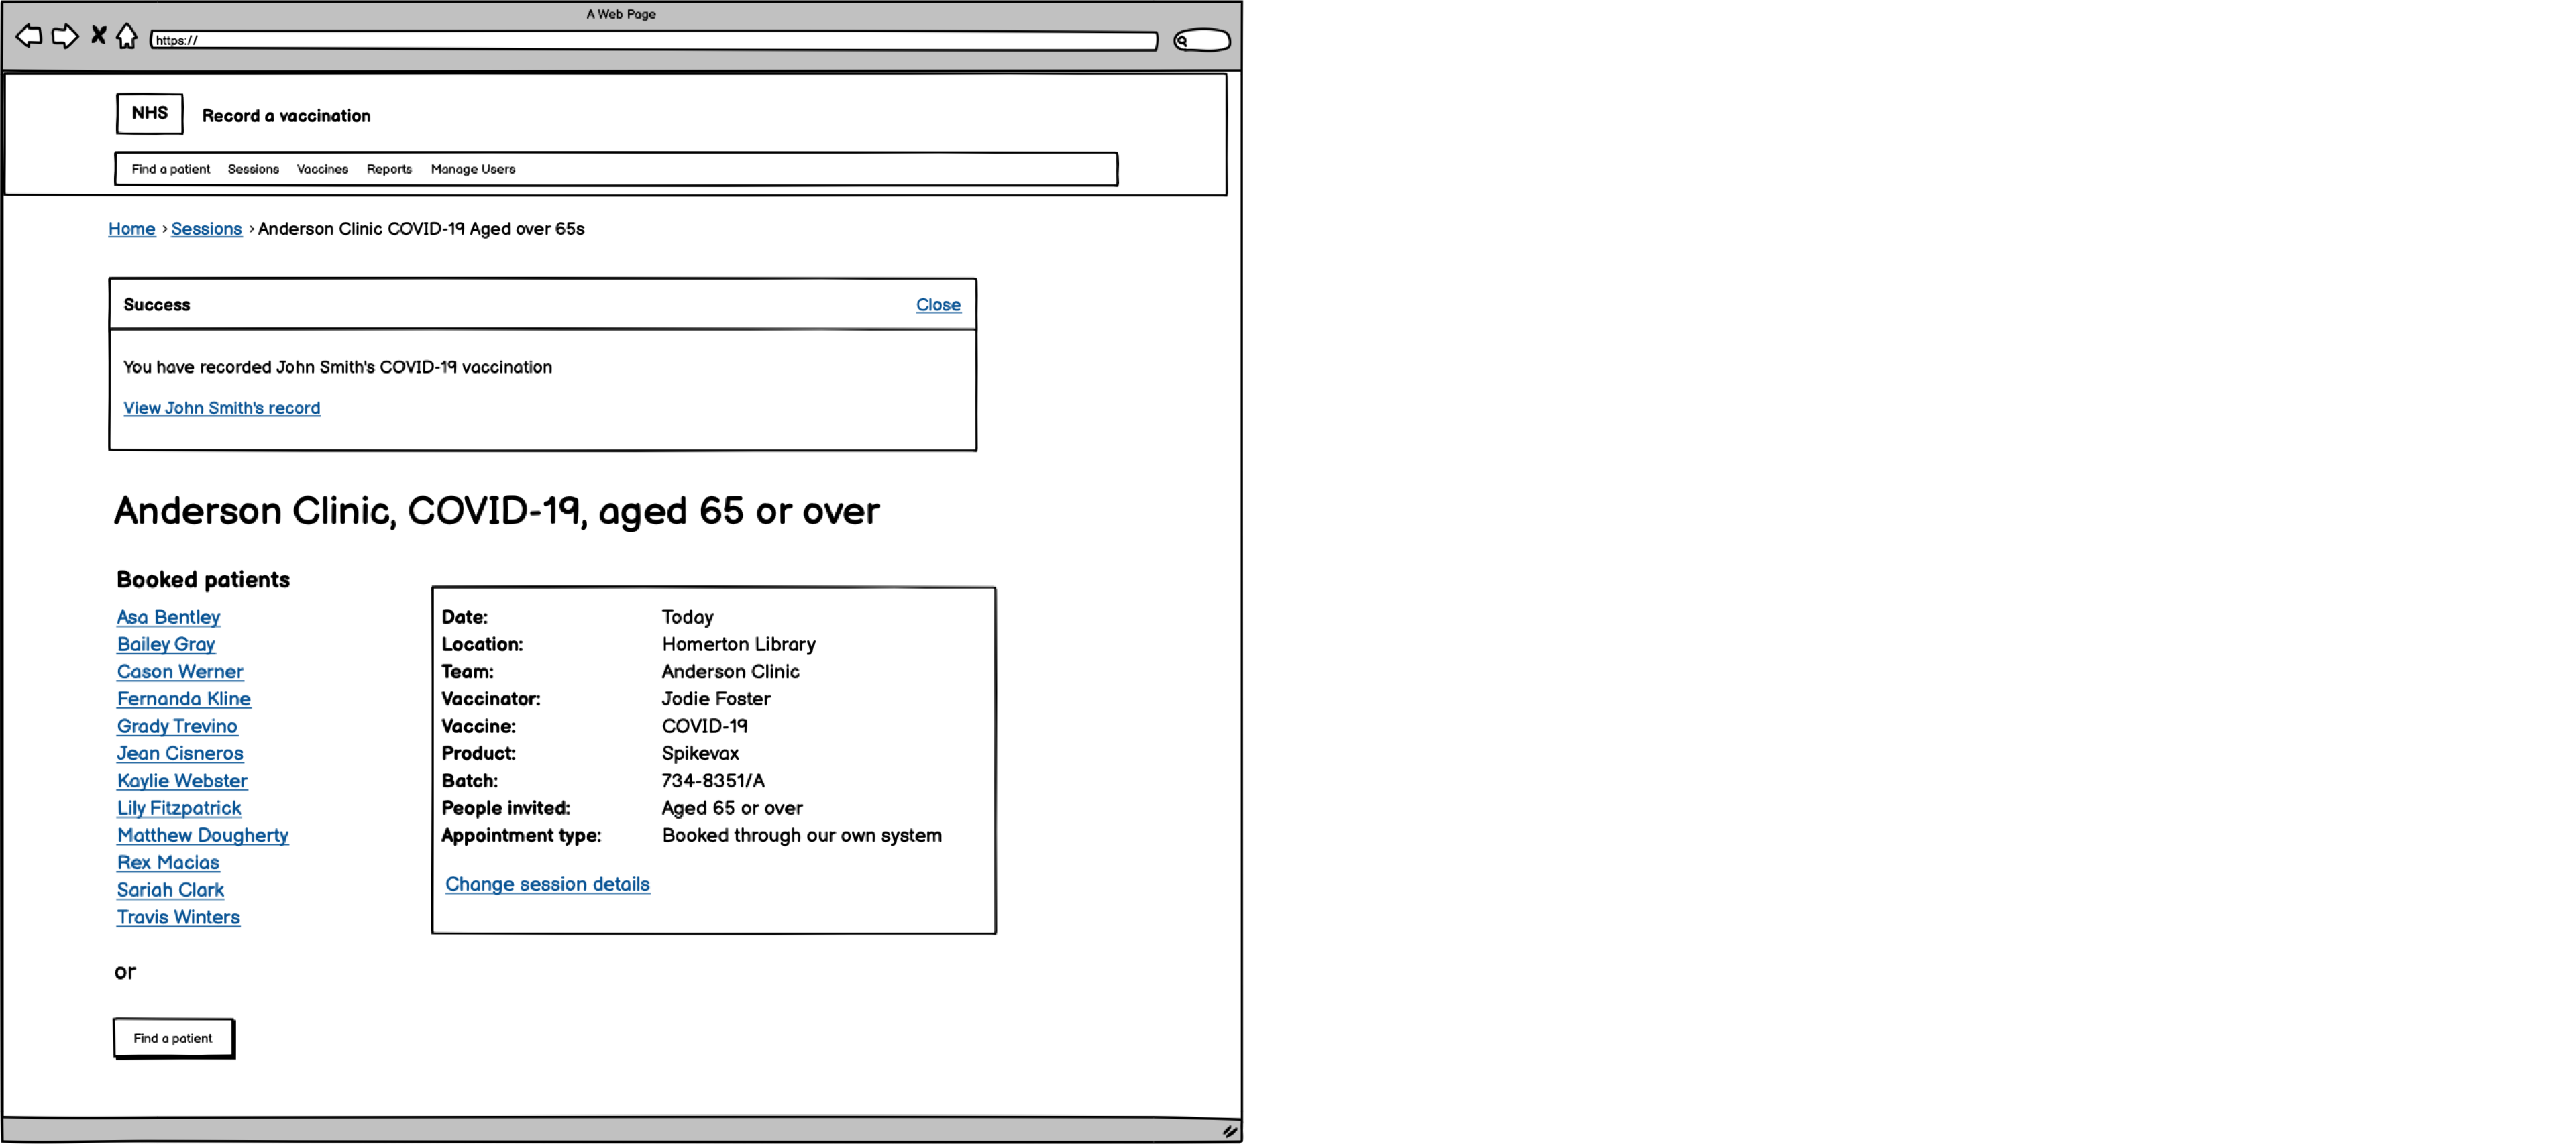 A Web Page
https://
NHS
Record a vaccination
Find a patient Sessions Vaccines Reports Manage Users
Home › Sessions › Anderson Clinic COVID-19 Aged over 65s
Success Close
You have recorded John Smith's COVID-19 vaccination
View John Smith's record
Anderson Clinic, COVID-19, aged 65 or over
Booked patients
Asa Bentley
Bailey Gray
Cason Werner
Fernanda Kline
Grady Trevino
Jean Cisneros
Kaylie Webster
Lily Fitzpatrick
Matthew Dougherty
Rex Macias
Sariah Clark
Travis Winters
Date: Today
Location: Homerton Library
Team: Anderson Clinic
Vaccinator: Jodie Foster
Vaccine: COVID-19
Product: Spikevax
Batch: 734-8351/A
People invited: Aged 65 or over
Appointment type: Booked through our own system
Change session details
or
Find a patient